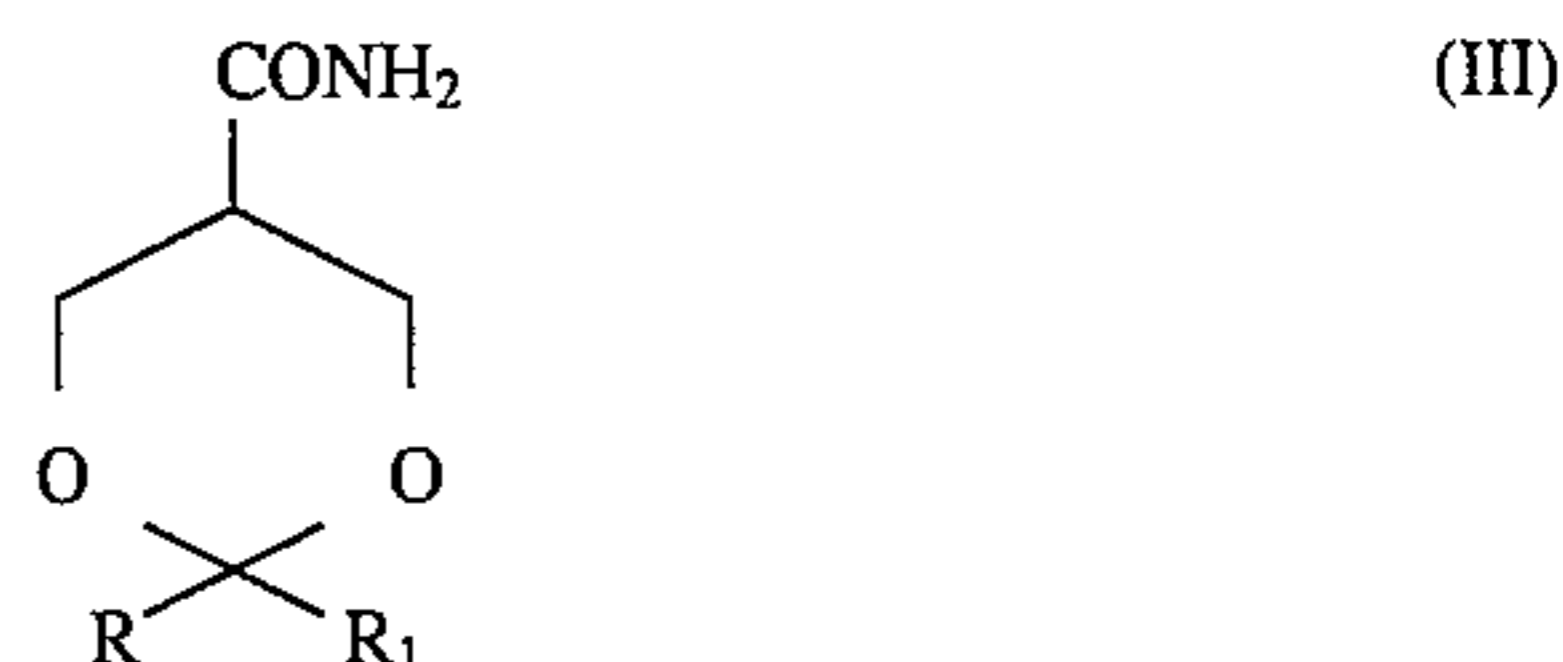 CONH₂ (III)
O O
R R₁